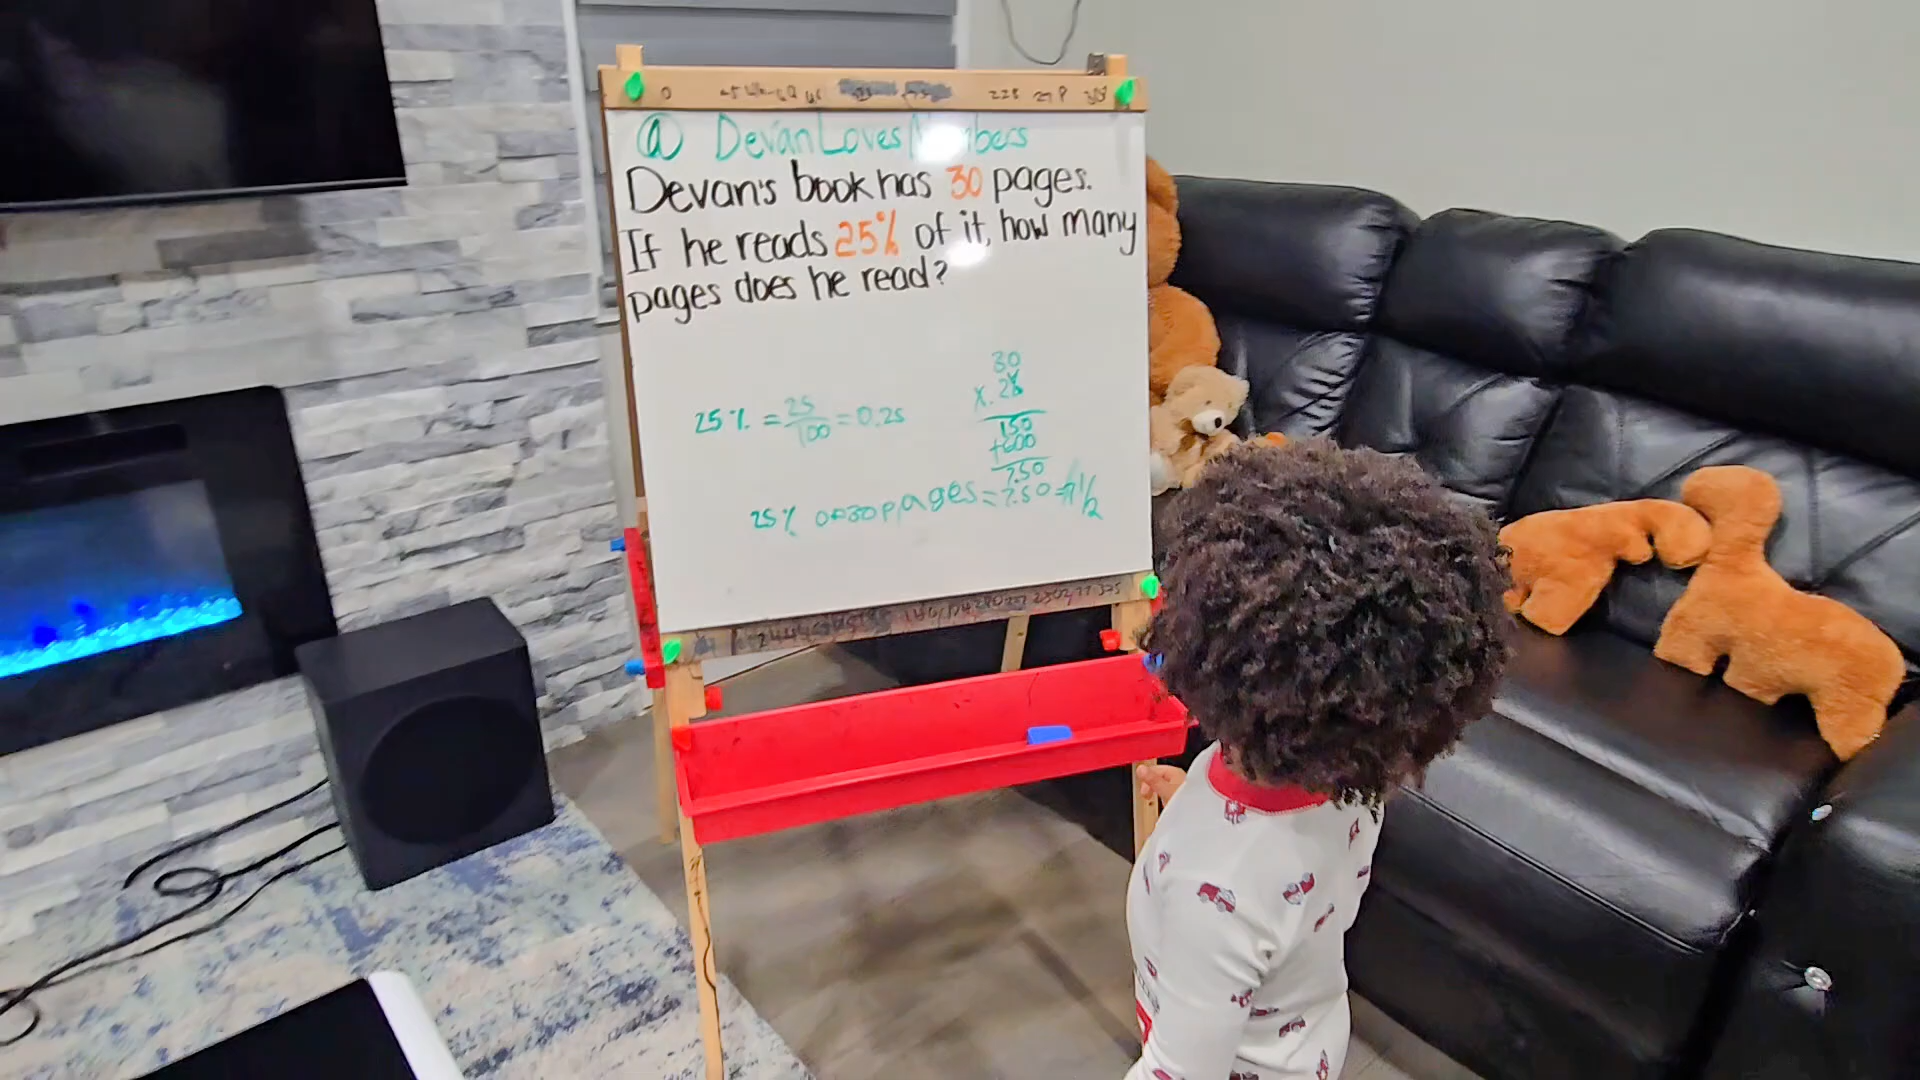 @ DevanLovesNumbers
Devan's book has 30 pages.
If he reads 25% of it, how many
pages does he read?
30
x .25
150
+600
7.50
25% = 25/100 = 0.25
25% of 30 pages = 7.50 = 7 1/2